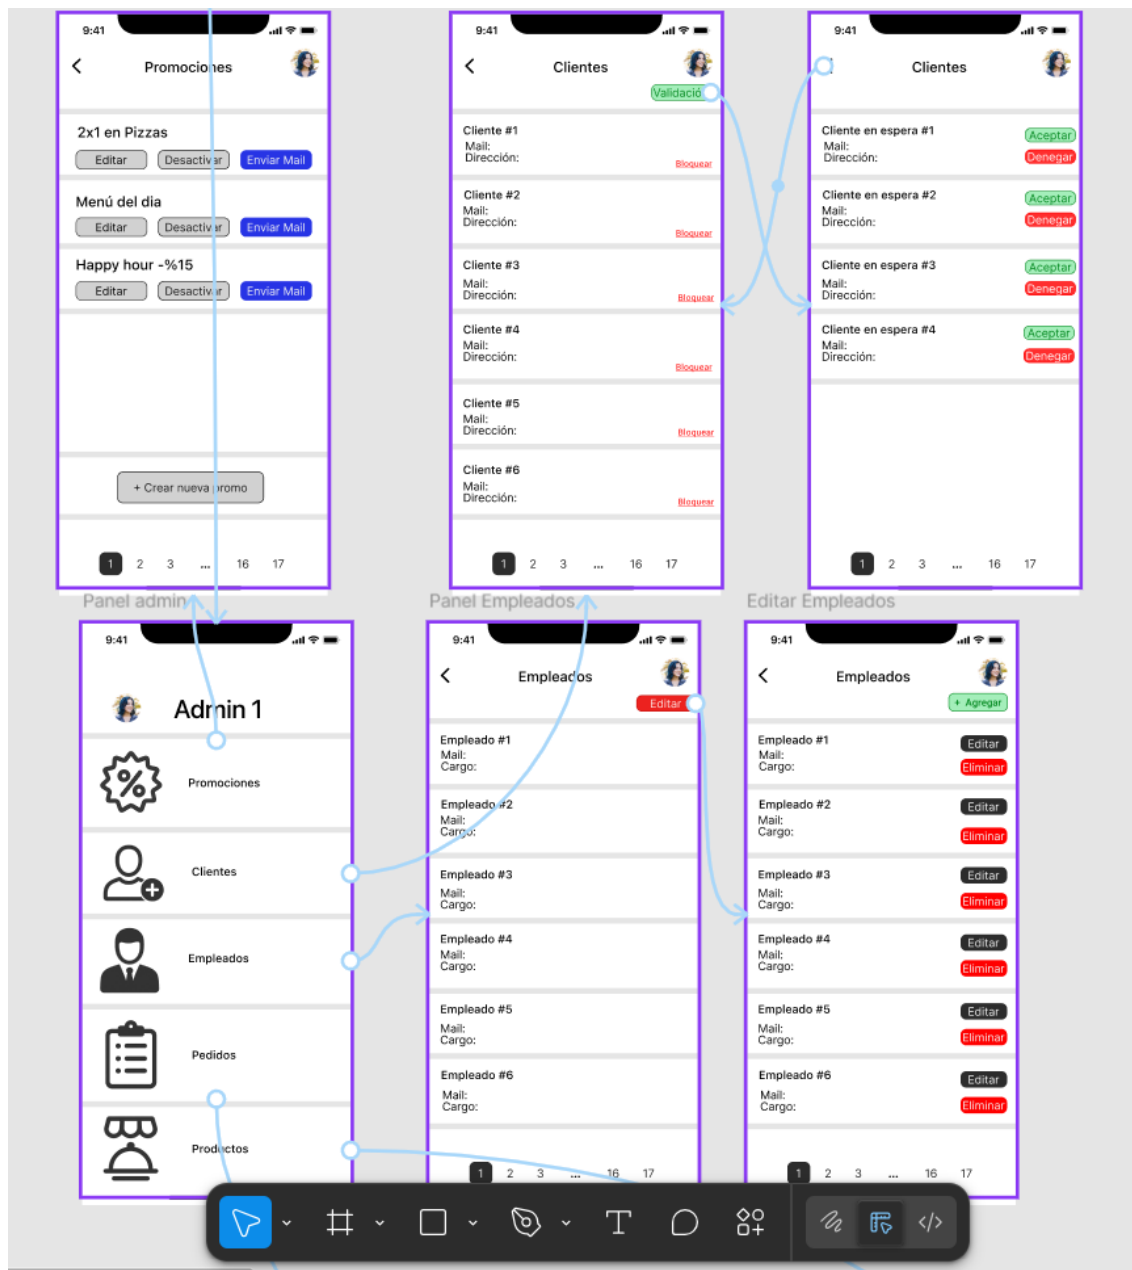 9:41
Promociones
2x1 en Pizzas
Editar
Desactivar
Enviar Mail
Menú del dia
Editar
Desactivar
Enviar Mail
Happy hour -%15
Editar
Desactivar
Enviar Mail
+ Crear nueva promo
1 2 3 ... 16 17
9:41
Clientes
Validació
Cliente #1
Mail:
Dirección:
Bloquear
Cliente #2
Mail:
Dirección:
Bloquear
Cliente #3
Mail:
Dirección:
Bloquear
Cliente #4
Mail:
Dirección:
Bloquear
Cliente #5
Mail:
Dirección:
Bloquear
Cliente #6
Mail:
Dirección:
Bloquear
1 2 3 ... 16 17
9:41
Clientes
Cliente en espera #1
Mail:
Dirección:
Aceptar
Denegar
Cliente en espera #2
Mail:
Dirección:
Aceptar
Denegar
Cliente en espera #3
Mail:
Dirección:
Aceptar
Denegar
Cliente en espera #4
Mail:
Dirección:
Aceptar
Denegar
1 2 3 ... 16 17
Panel admin
9:41
Admin 1
Promociones
Clientes
Empleados
Pedidos
Productos
Panel Empleados
9:41
Empleados
Editar
Empleado #1
Mail:
Cargo:
Empleado #2
Mail:
Cargo:
Empleado #3
Mail:
Cargo:
Empleado #4
Mail:
Cargo:
Empleado #5
Mail:
Cargo:
Empleado #6
Mail:
Cargo:
1 2 3 ... 16 17
Editar Empleados
9:41
Empleados
+ Agregar
Empleado #1
Mail:
Cargo:
Editar
Eliminar
Empleado #2
Mail:
Cargo:
Editar
Eliminar
Empleado #3
Mail:
Cargo:
Editar
Eliminar
Empleado #4
Mail:
Cargo:
Editar
Eliminar
Empleado #5
Mail:
Cargo:
Editar
Eliminar
Empleado #6
Mail:
Cargo:
Editar
Eliminar
1 2 3 ... 16 17